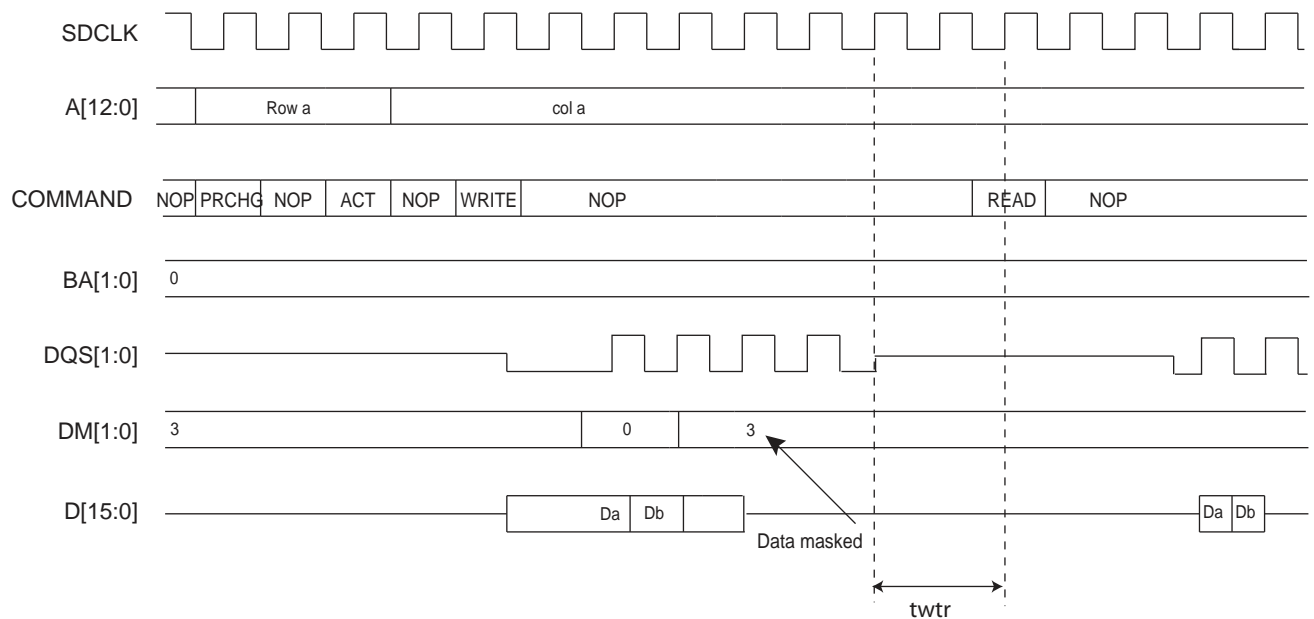 SDCLK
A[12:0] Row a col a
COMMAND NOP PRCHG NOP ACT NOP WRITE NOP READ NOP
BA[1:0] 0
DQS[1:0]
DM[1:0] 3 0 3
D[15:0] Da Db Da Db
Data masked
twtr